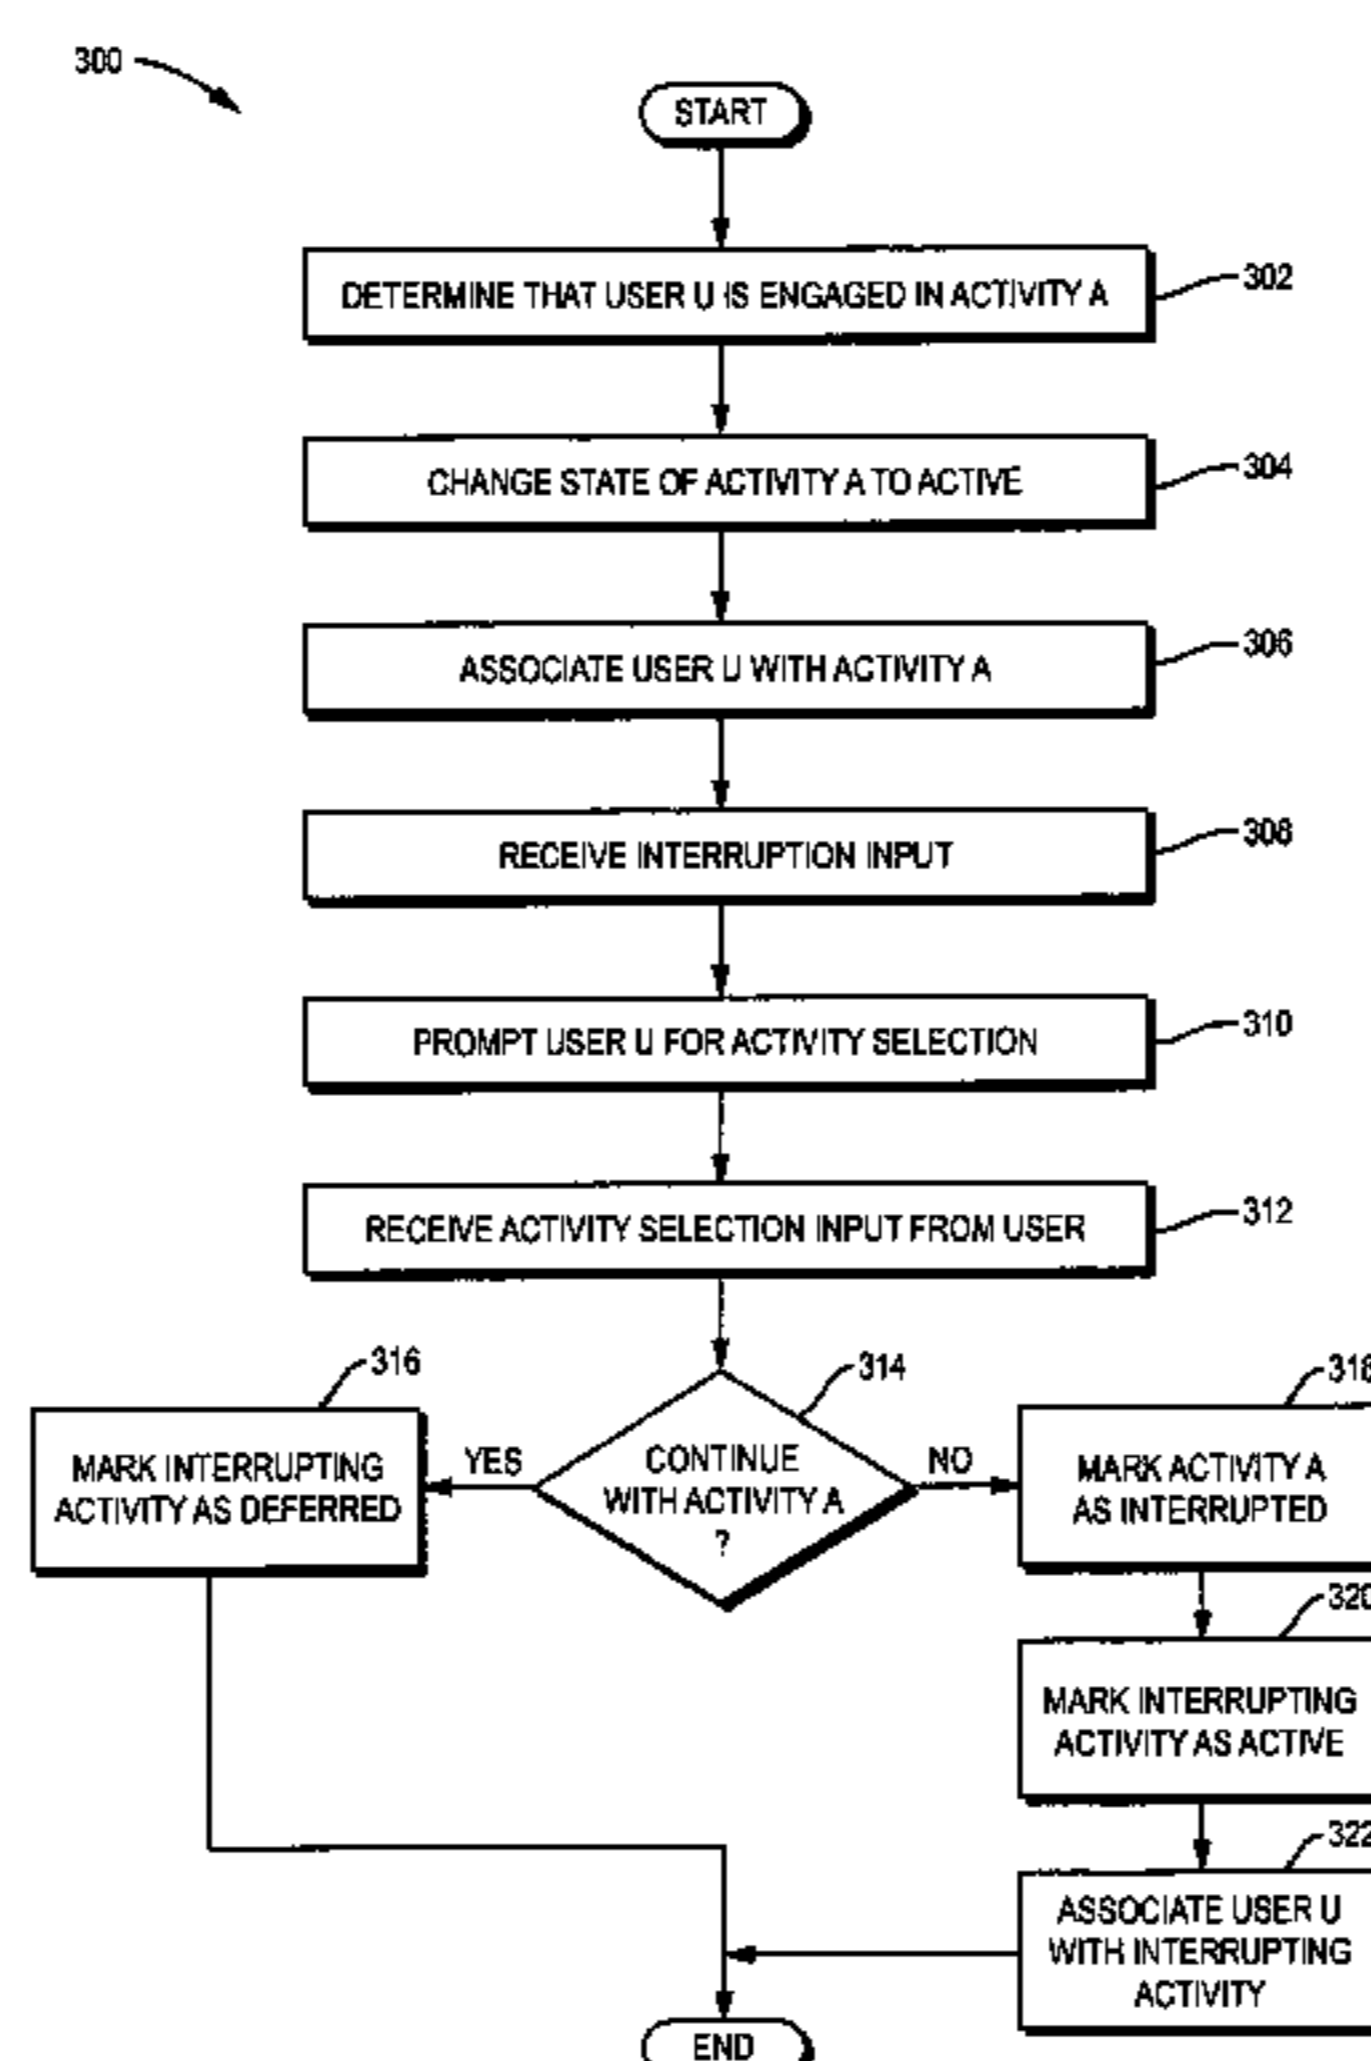 300
START
DETERMINE THAT USER U IS ENGAGED IN ACTIVITY A
302
CHANGE STATE OF ACTIVITY A TO ACTIVE
304
ASSOCIATE USER U WITH ACTIVITY A
306
RECEIVE INTERRUPTION INPUT
308
PROMPT USER U FOR ACTIVITY SELECTION
310
RECEIVE ACTIVITY SELECTION INPUT FROM USER
312
316
314
318
MARK INTERRUPTING
ACTIVITY AS DEFERRED
YES
CONTINUE
WITH ACTIVITY A
?
NO
MARK ACTIVITY A
AS INTERRUPTED
320
MARK INTERRUPTING
ACTIVITY AS ACTIVE
322
ASSOCIATE USER U
WITH INTERRUPTING
ACTIVITY
END